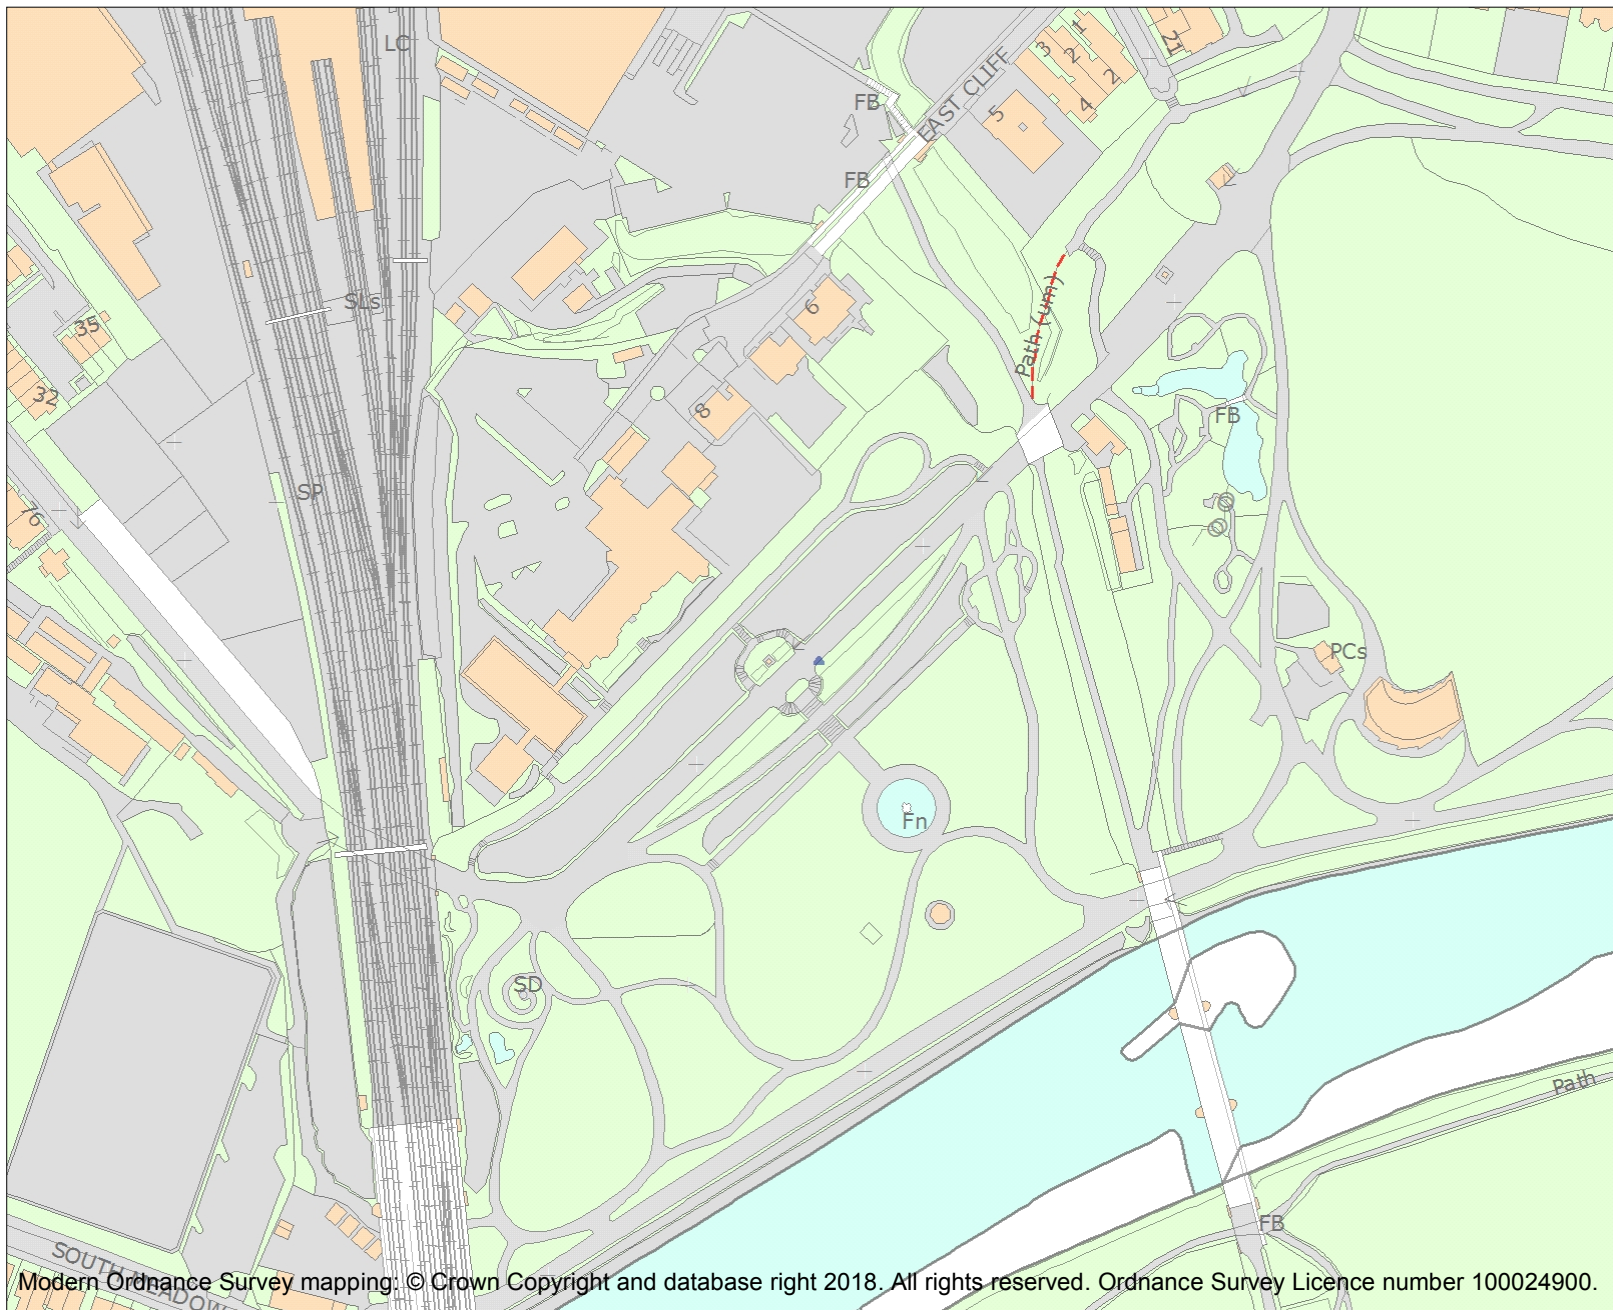 LC
21
1
3
2
2
FB
EAST CLIFF
4
5
FB
SLs
6
Path (um)
35
32
8
FB
SP
76
PCs
Fn
SD
Path
FB
SOUTH MEADOW
Modern Ordnance Survey mapping: © Crown Copyright and database right 2018. All rights reserved. Ordnance Survey Licence number 100024900.